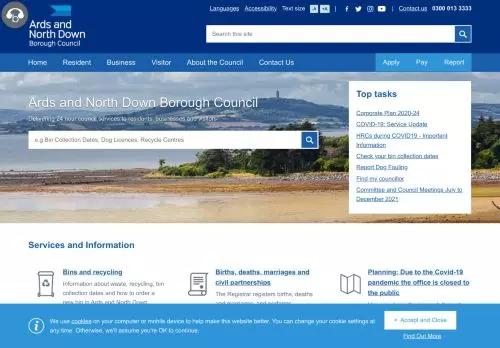 Languages Accessibility Text size -A +A Contact us 0300 013 3333
Ards and
North Down
Borough Council
Search this site
Home Resident Business Visitor About the Council Contact Us Apply Pay Report
Ards and North Down Borough Council
Delivering 24 hour council services to residents, businesses and visitors
e.g Bin Collection Dates, Dog Licences, Recycle Centres
Top tasks
Corporate Plan 2020-24
COVID-19: Service Update
HRCs during COVID19 - Important
Information
Check your bin collection dates
Report Dog Fouling
Find my councillor
Committee and Council Meetings July to
December 2021
Services and Information
Bins and recycling
Information about waste, recycling, bin
collection dates and how to order a
new bin in Ards and North Down
Births, deaths, marriages and
civil partnerships
The Registrar registers births, deaths
and marriages, and performs
Planning: Due to the Covid-19
pandemic the office is closed to
the public
We use cookies on your computer or mobile device to help make this website better. You can change your cookie settings at
any time. Otherwise, we'll assume you're OK to continue.
× Accept and Close
Find Out More